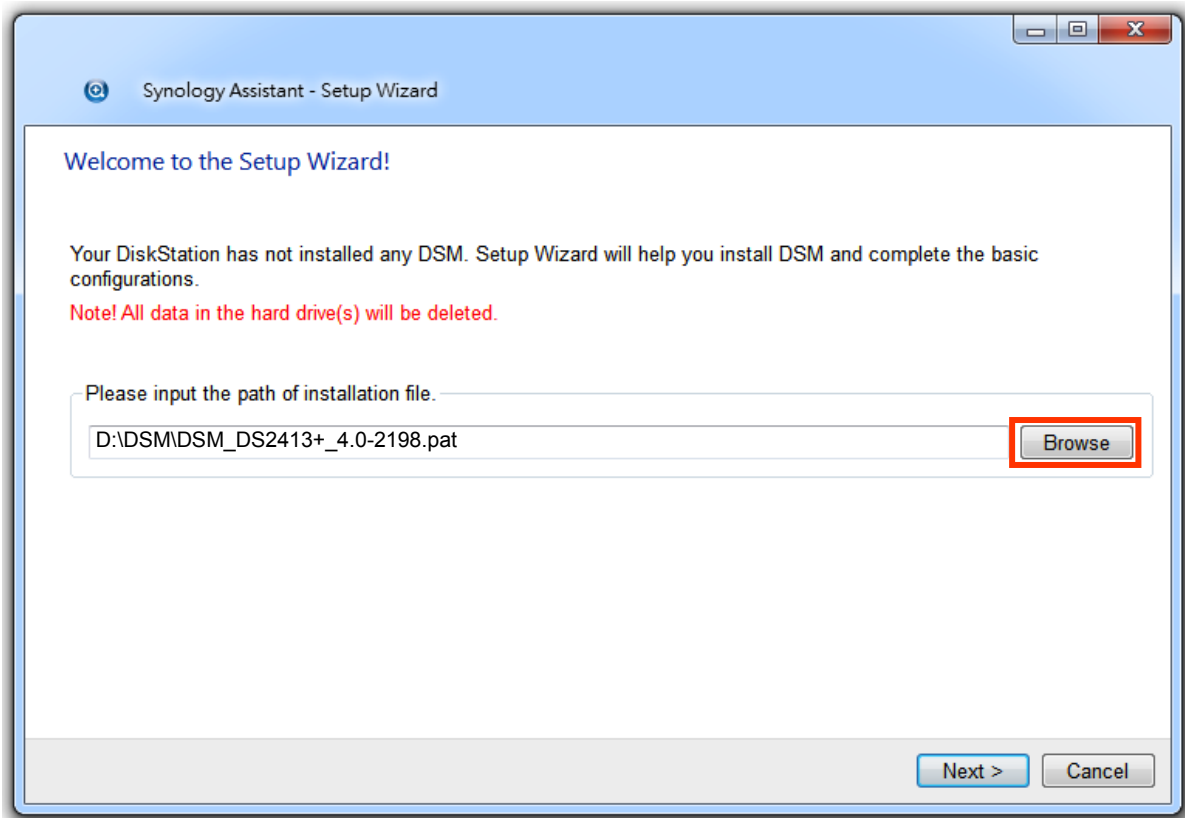 Synology Assistant - Setup Wizard
Welcome to the Setup Wizard!
Your DiskStation has not installed any DSM. Setup Wizard will help you install DSM and complete the basic
configurations.
Note! All data in the hard drive(s) will be deleted.
Please input the path of installation file.
D:\DSM\DSM_DS2413+_4.0-2198.pat
Browse
Next >
Cancel